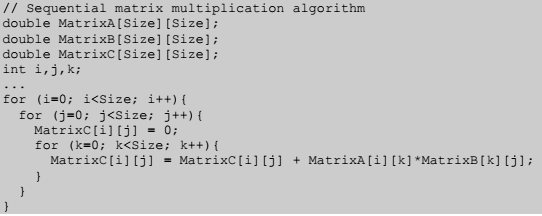 // Sequential matrix multiplication algorithm
double MatrixA[Size][Size];
double MatrixB[Size][Size];
double MatrixC[Size][Size];
int i,j,k;
...
for (i=0; i<Size; i++){
  for (j=0; j<Size; j++){
    MatrixC[i][j] = 0;
    for (k=0; k<Size; k++){
      MatrixC[i][j] = MatrixC[i][j] + MatrixA[i][k]*MatrixB[k][j];
    }
  }
}